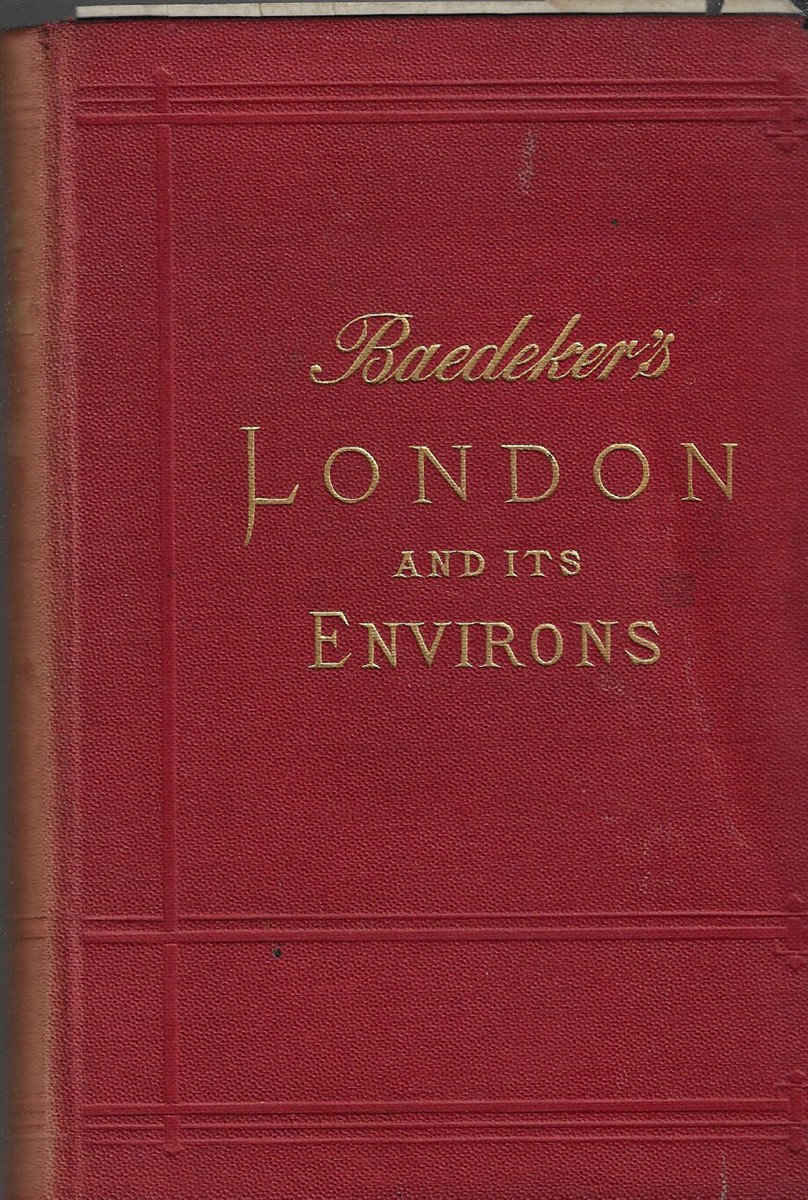 Baedeker's
LONDON
AND ITS
ENVIRONS